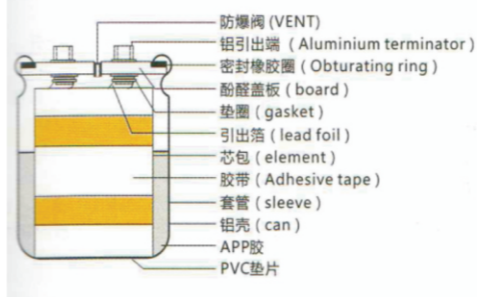 防爆阀 (VENT)
铝引出端 ( Aluminium terminator )
密封橡胶圈 ( Obturating ring )
酚醛盖板 ( board )
垫圈 ( gasket )
引出箔 ( lead foil )
芯包 ( element )
胶带 ( Adhesive tape )
套管 ( sleeve )
铝壳 ( can )
APP胶
PVC垫片